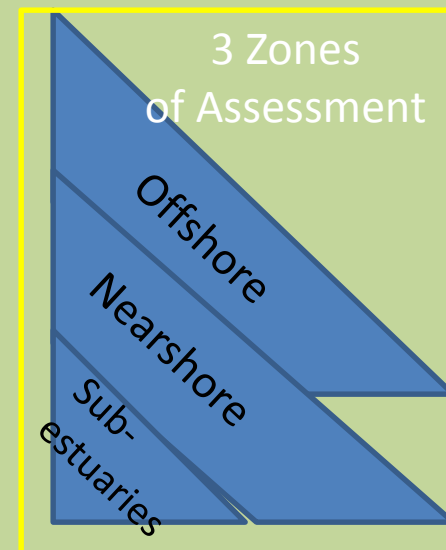 3 Zones
of Assessment
Offshore
Nearshore
Sub-
estuaries